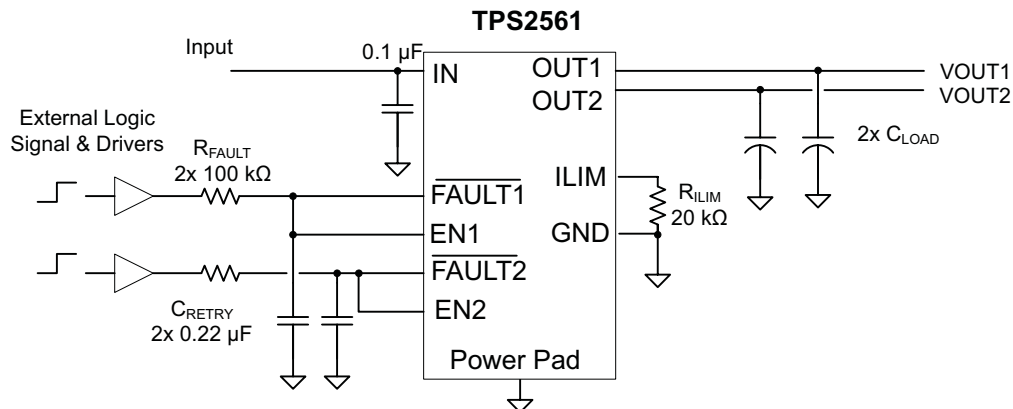 TPS2561
Input
0.1 µF
IN
OUT1
OUT2
VOUT1
VOUT2
External Logic
Signal & Drivers
2x CLOAD
RFAULT
2x 100 kΩ
ILIM
RILIM
20 kΩ
FAULT1
EN1
GND
FAULT2
EN2
CRETRY
2x 0.22 µF
Power Pad